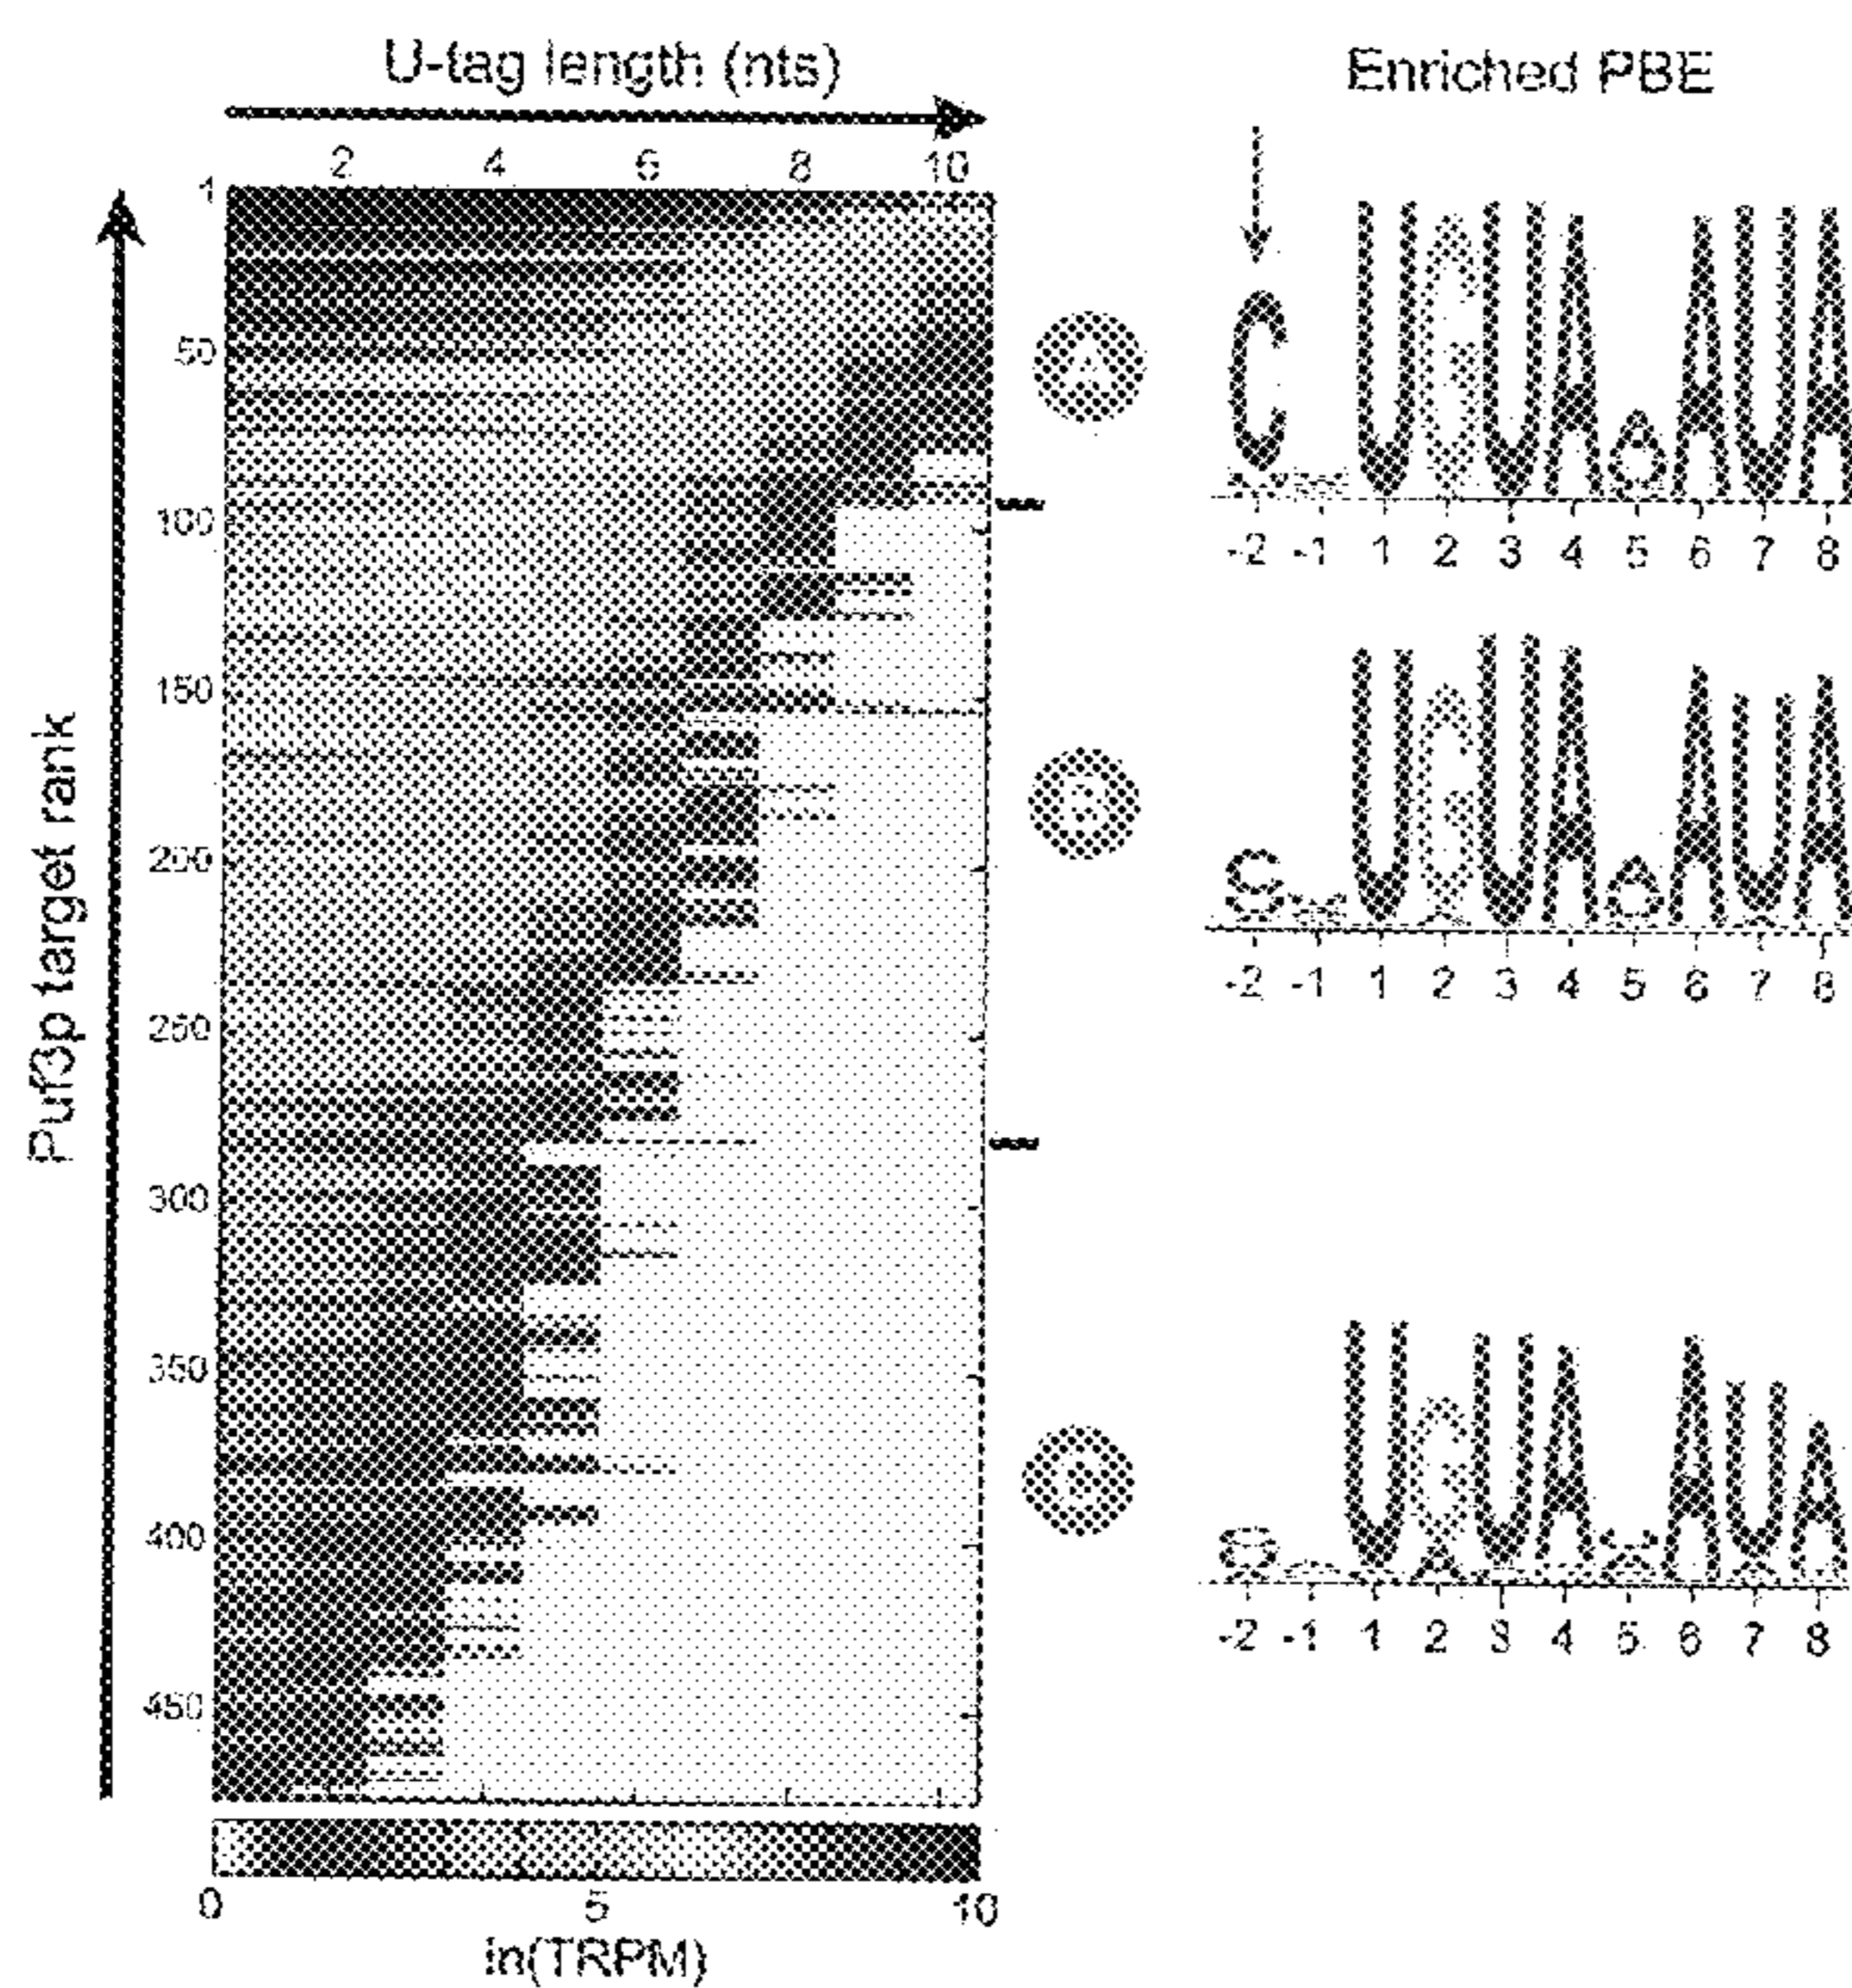 U-tag length (nts)
Enriched PBE
2 4 6 8 10
1
50
100
150
200
250
300
350
400
450
Puf3p target rank
A
C U G U A A U A
-2 -1 1 2 3 4 5 6 7 8
B
C U G U A A U A
-2 -1 1 2 3 4 5 6 7 8
C
U G U A A U A
-2 -1 1 2 3 4 5 6 7 8
0 5 10
ln(TRPM)